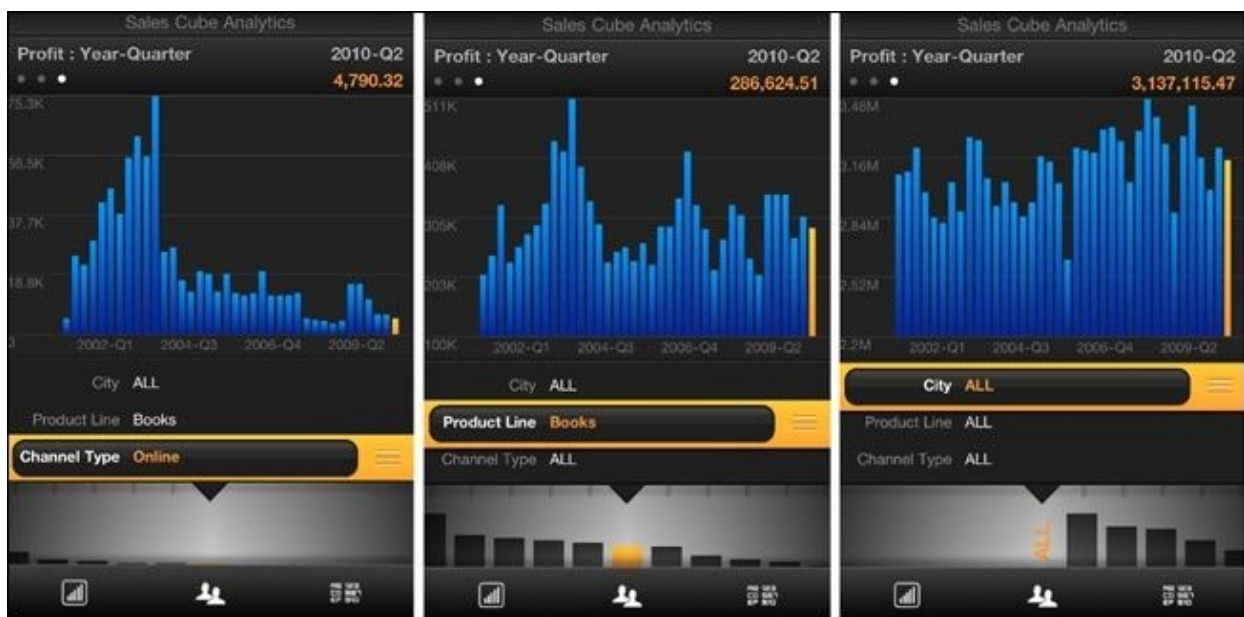 Sales Cube Analytics
Profit : Year-Quarter 2010-Q2
4,790.32
75.3K
56.5K
37.7K
18.8K
0
2002-Q1 2004-Q3 2006-Q4 2009-Q2
City ALL
Product Line Books
Channel Type Online
Sales Cube Analytics
Profit : Year-Quarter 2010-Q2
286,624.51
511K
408K
305K
203K
100K
2002-Q1 2004-Q3 2006-Q4 2009-Q2
City ALL
Product Line Books
Channel Type ALL
Sales Cube Analytics
Profit : Year-Quarter 2010-Q2
3,137,115.47
3.48M
3.16M
2.84M
2.52M
2.2M
2002-Q1 2004-Q3 2006-Q4 2009-Q2
City ALL
Product Line ALL
Channel Type ALL
ALL